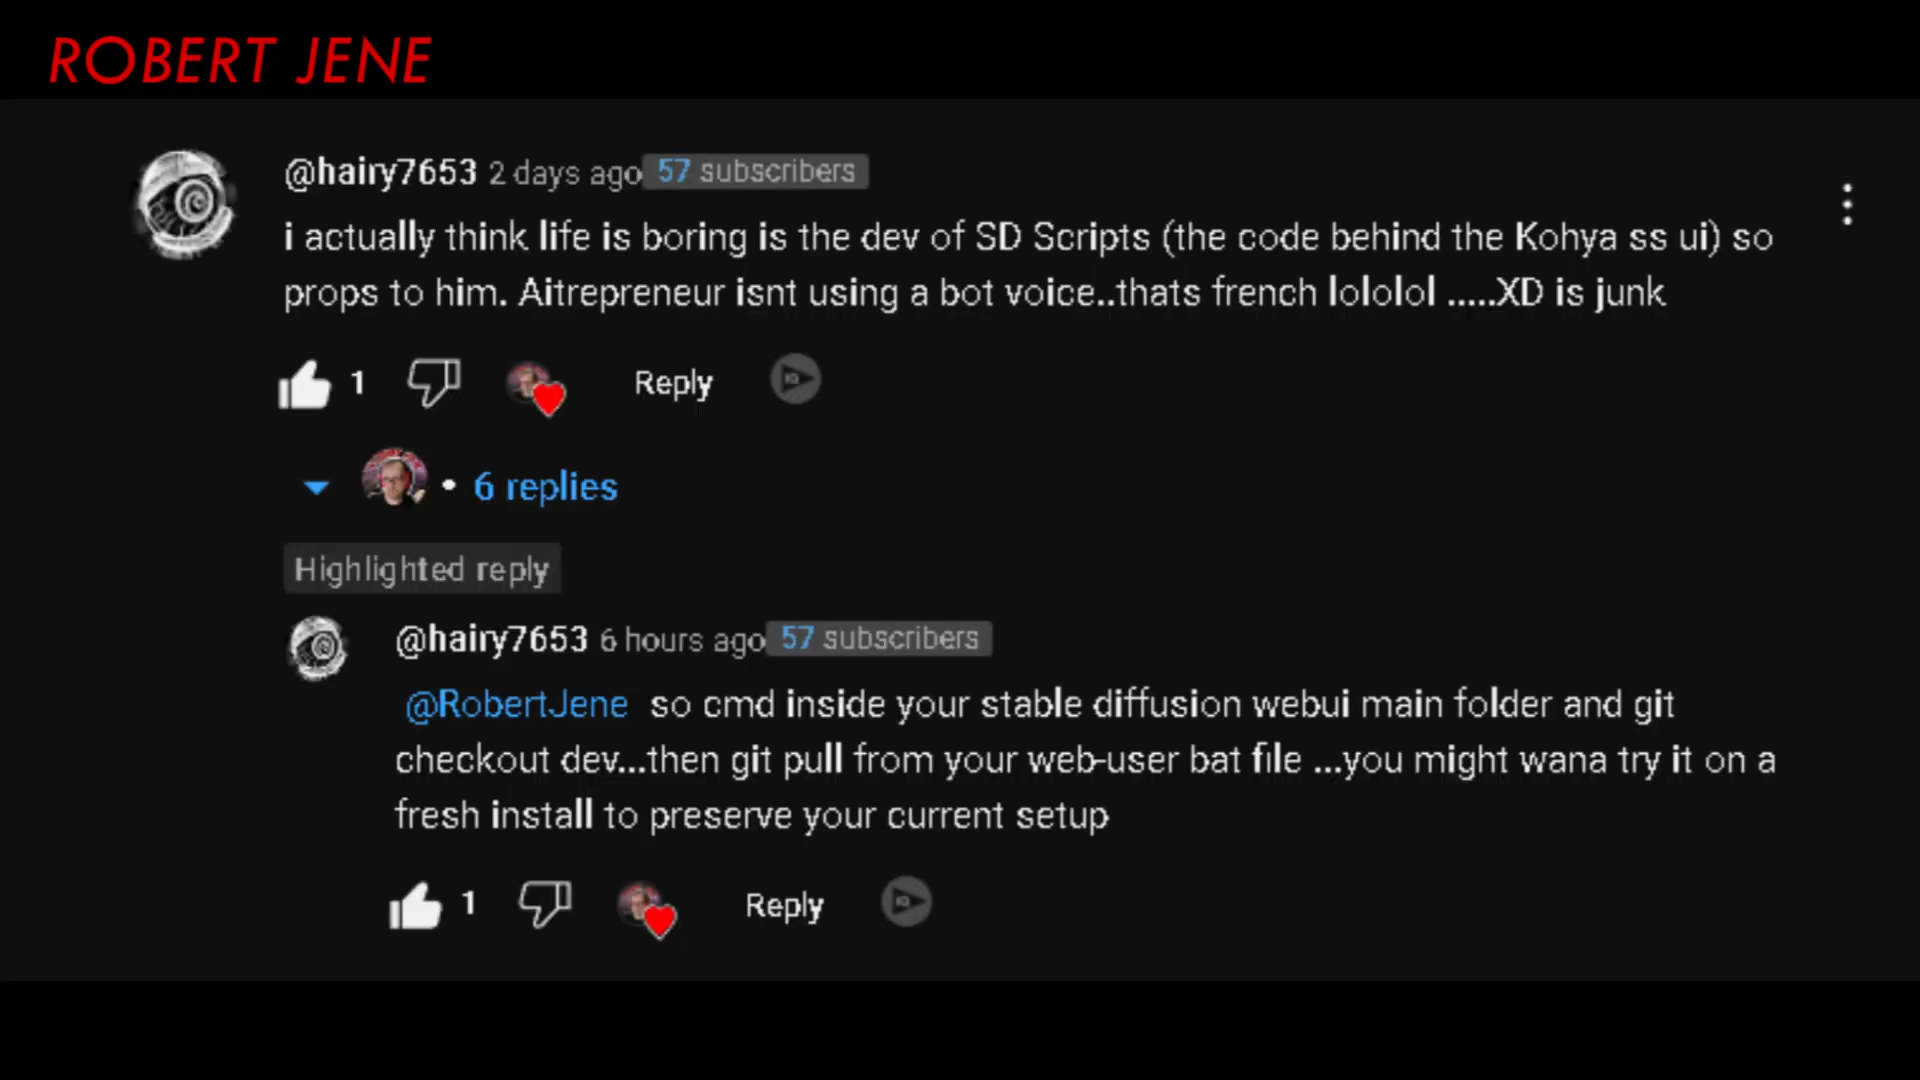 ROBERT JENE
@hairy7653 2 days ago 57 subscribers
i actually think life is boring is the dev of SD Scripts (the code behind the Kohya ss ui) so
props to him. Aitrepreneur isnt using a bot voice..thats french lololol .....XD is junk
1 Reply IQ
• 6 replies
Highlighted reply
@hairy7653 6 hours ago 57 subscribers
@RobertJene so cmd inside your stable diffusion webui main folder and git
checkout dev...then git pull from your web-user bat file ...you might wana try it on a
fresh install to preserve your current setup
1 Reply IQ